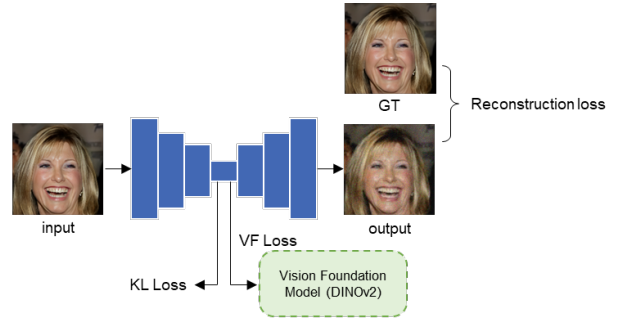 GT
Reconstruction loss
input
output
VF Loss
KL Loss
Vision Foundation
Model (DINOv2)